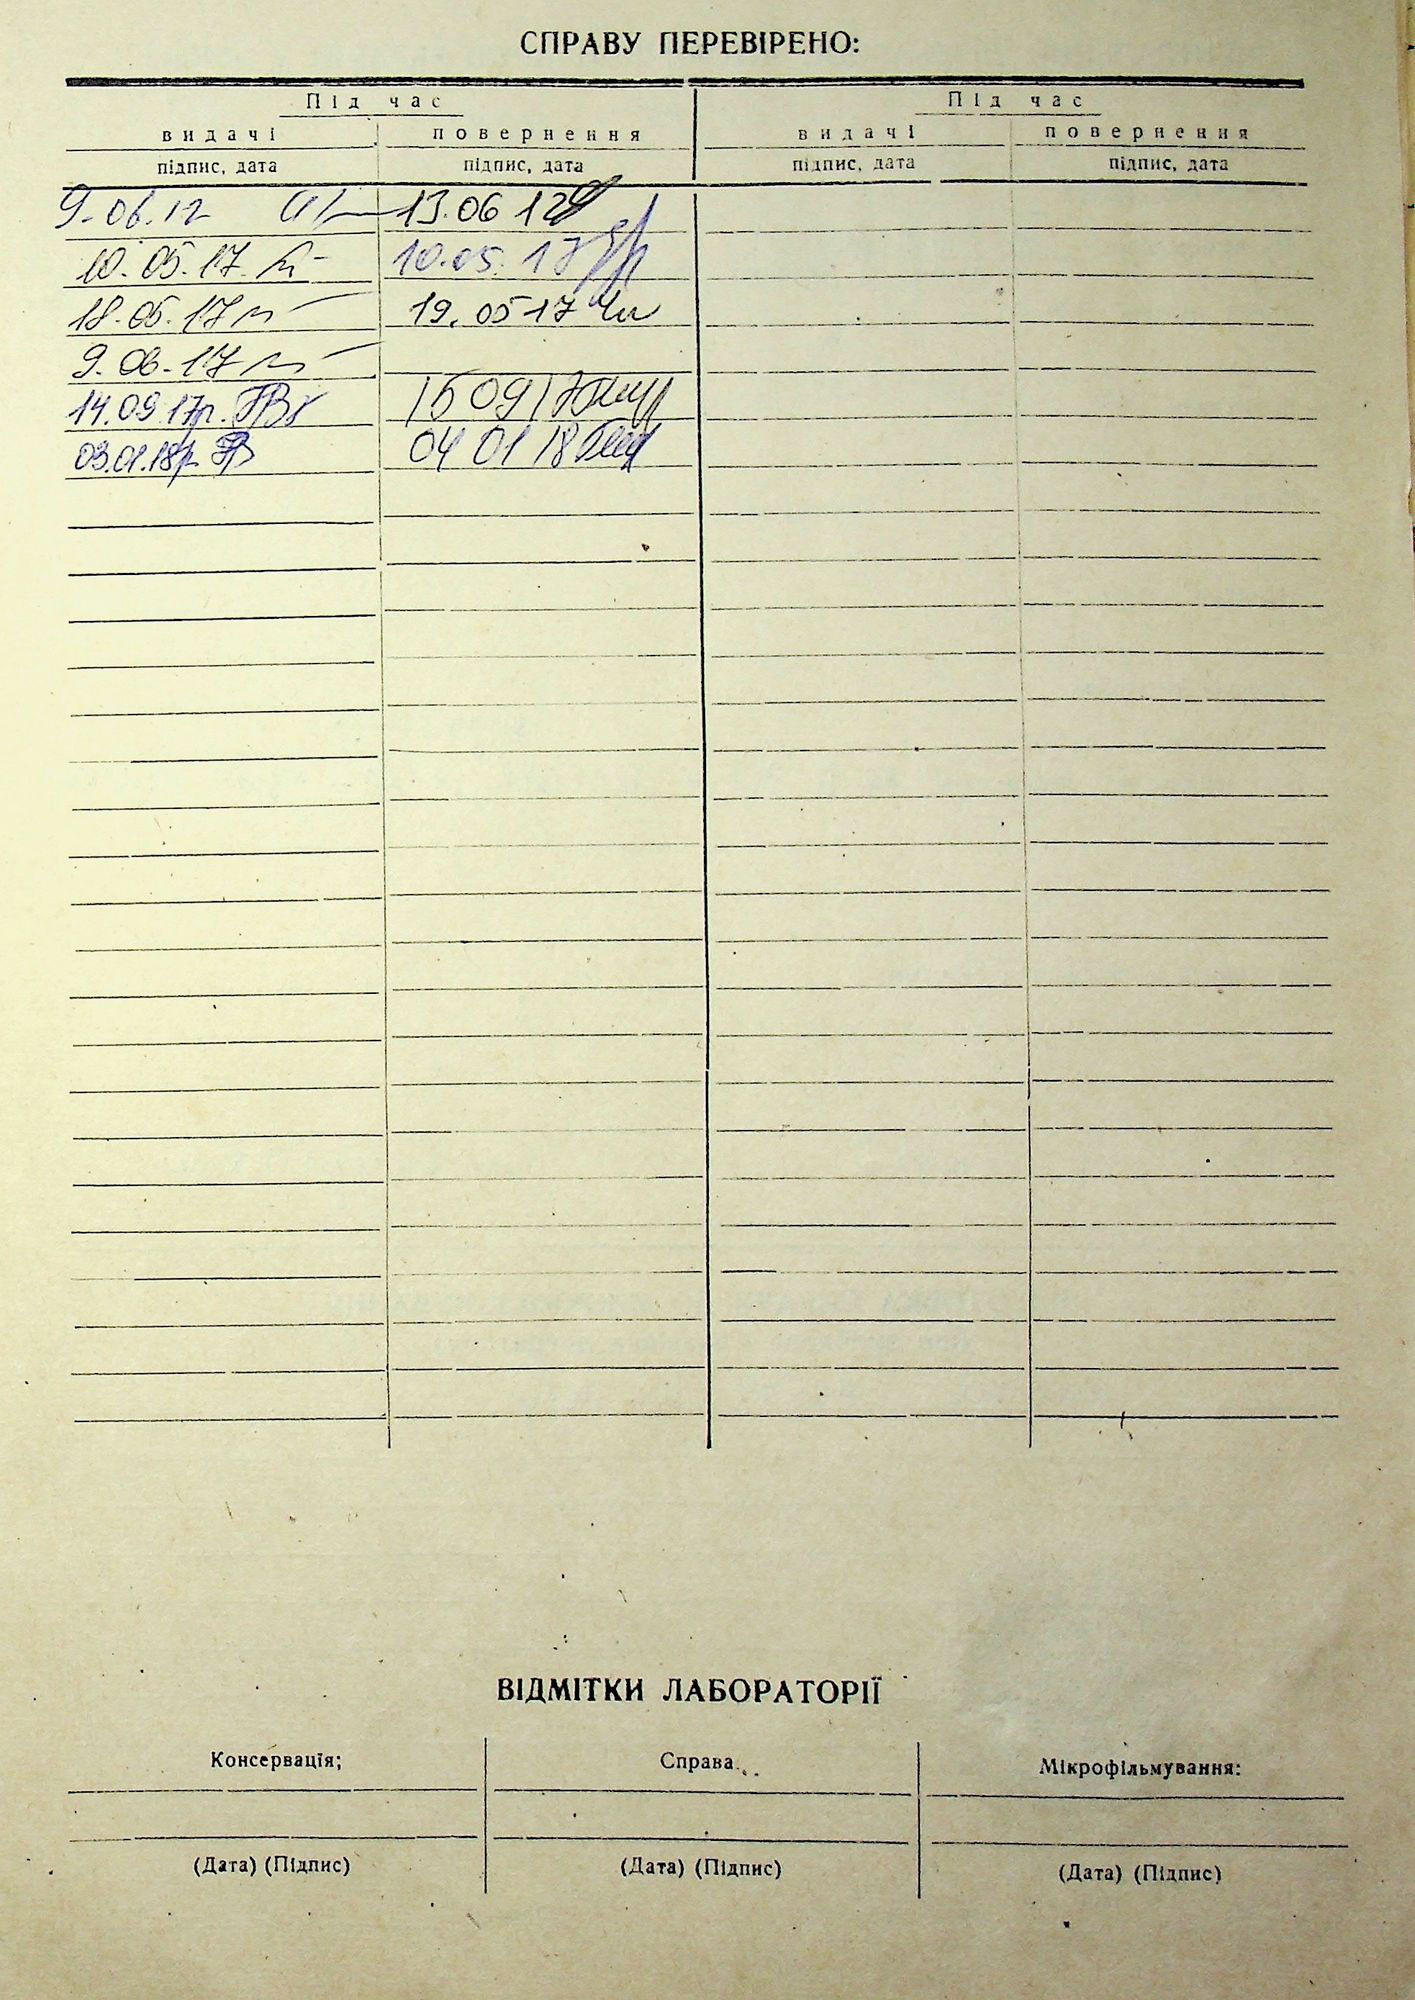 СПРАВУ ПЕРЕВІРЕНО:
Під час Під час
видачі повернення видачі повернення
підпис, дата підпис, дата підпис, дата підпис, дата
9.06.12 13.06 12
10.05.17 10.05.17
18.05.17 19.05 17
9.06.17
14.09.17р. 15 09 17
03.01.18р 04 01 18
ВІДМІТКИ ЛАБОРАТОРІЇ
Консервація; Справа Мікрофільмування:
(Дата) (Підпис) (Дата) (Підпис) (Дата) (Підпис)